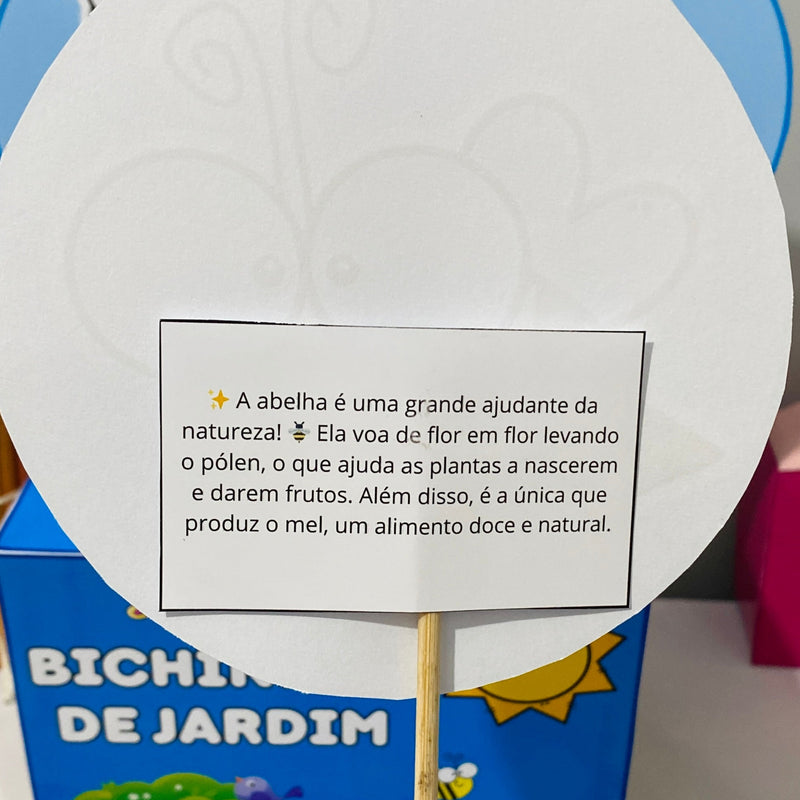 ✨ A abelha é uma grande ajudante da
natureza! 🐝 Ela voa de flor em flor levando
o pólen, o que ajuda as plantas a nascerem
e darem frutos. Além disso, é a única que
produz o mel, um alimento doce e natural.
DE JARDIM